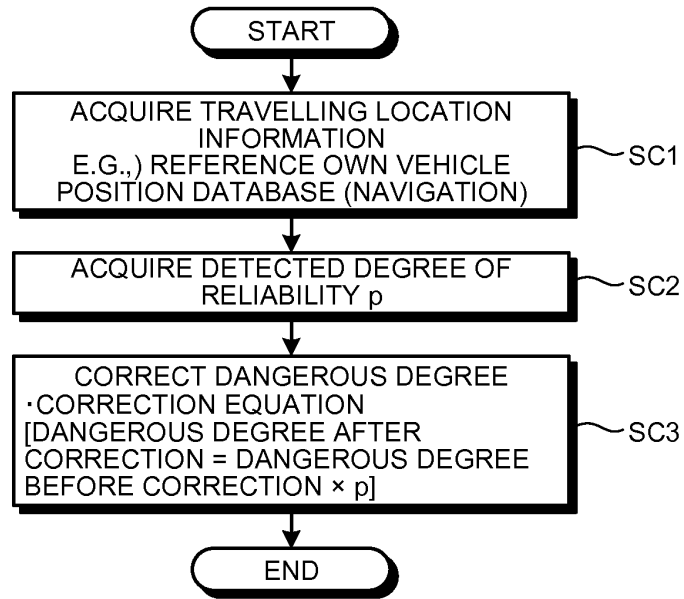 START
ACQUIRE TRAVELLING LOCATION
INFORMATION
E.G.,) REFERENCE OWN VEHICLE
POSITION DATABASE (NAVIGATION)
SC1
ACQUIRE DETECTED DEGREE OF
RELIABILITY p
SC2
CORRECT DANGEROUS DEGREE
·CORRECTION EQUATION
[DANGEROUS DEGREE AFTER
CORRECTION = DANGEROUS DEGREE
BEFORE CORRECTION × p]
SC3
END